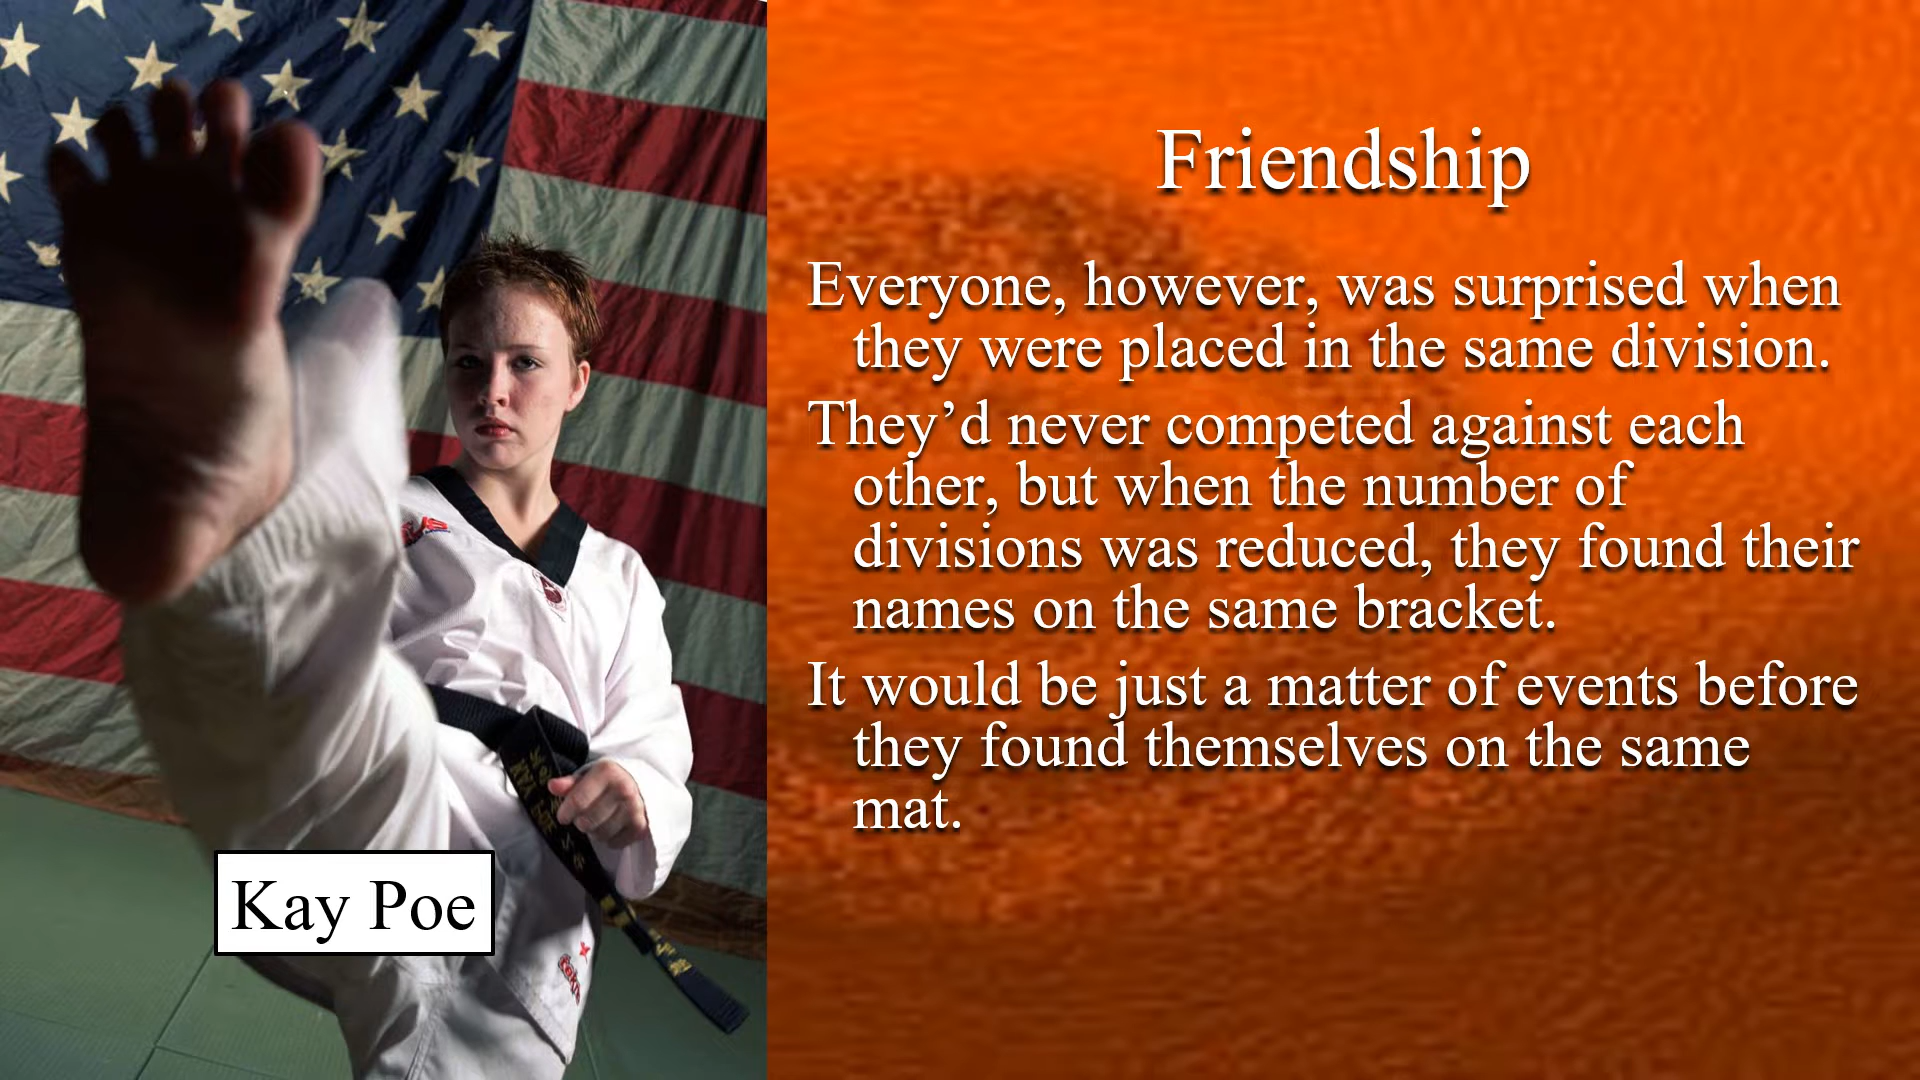 Friendship
Everyone, however, was surprised when
they were placed in the same division.
They’d never competed against each
other, but when the number of
divisions was reduced, they found their
names on the same bracket.
It would be just a matter of events before
they found themselves on the same
mat.
Kay Poe